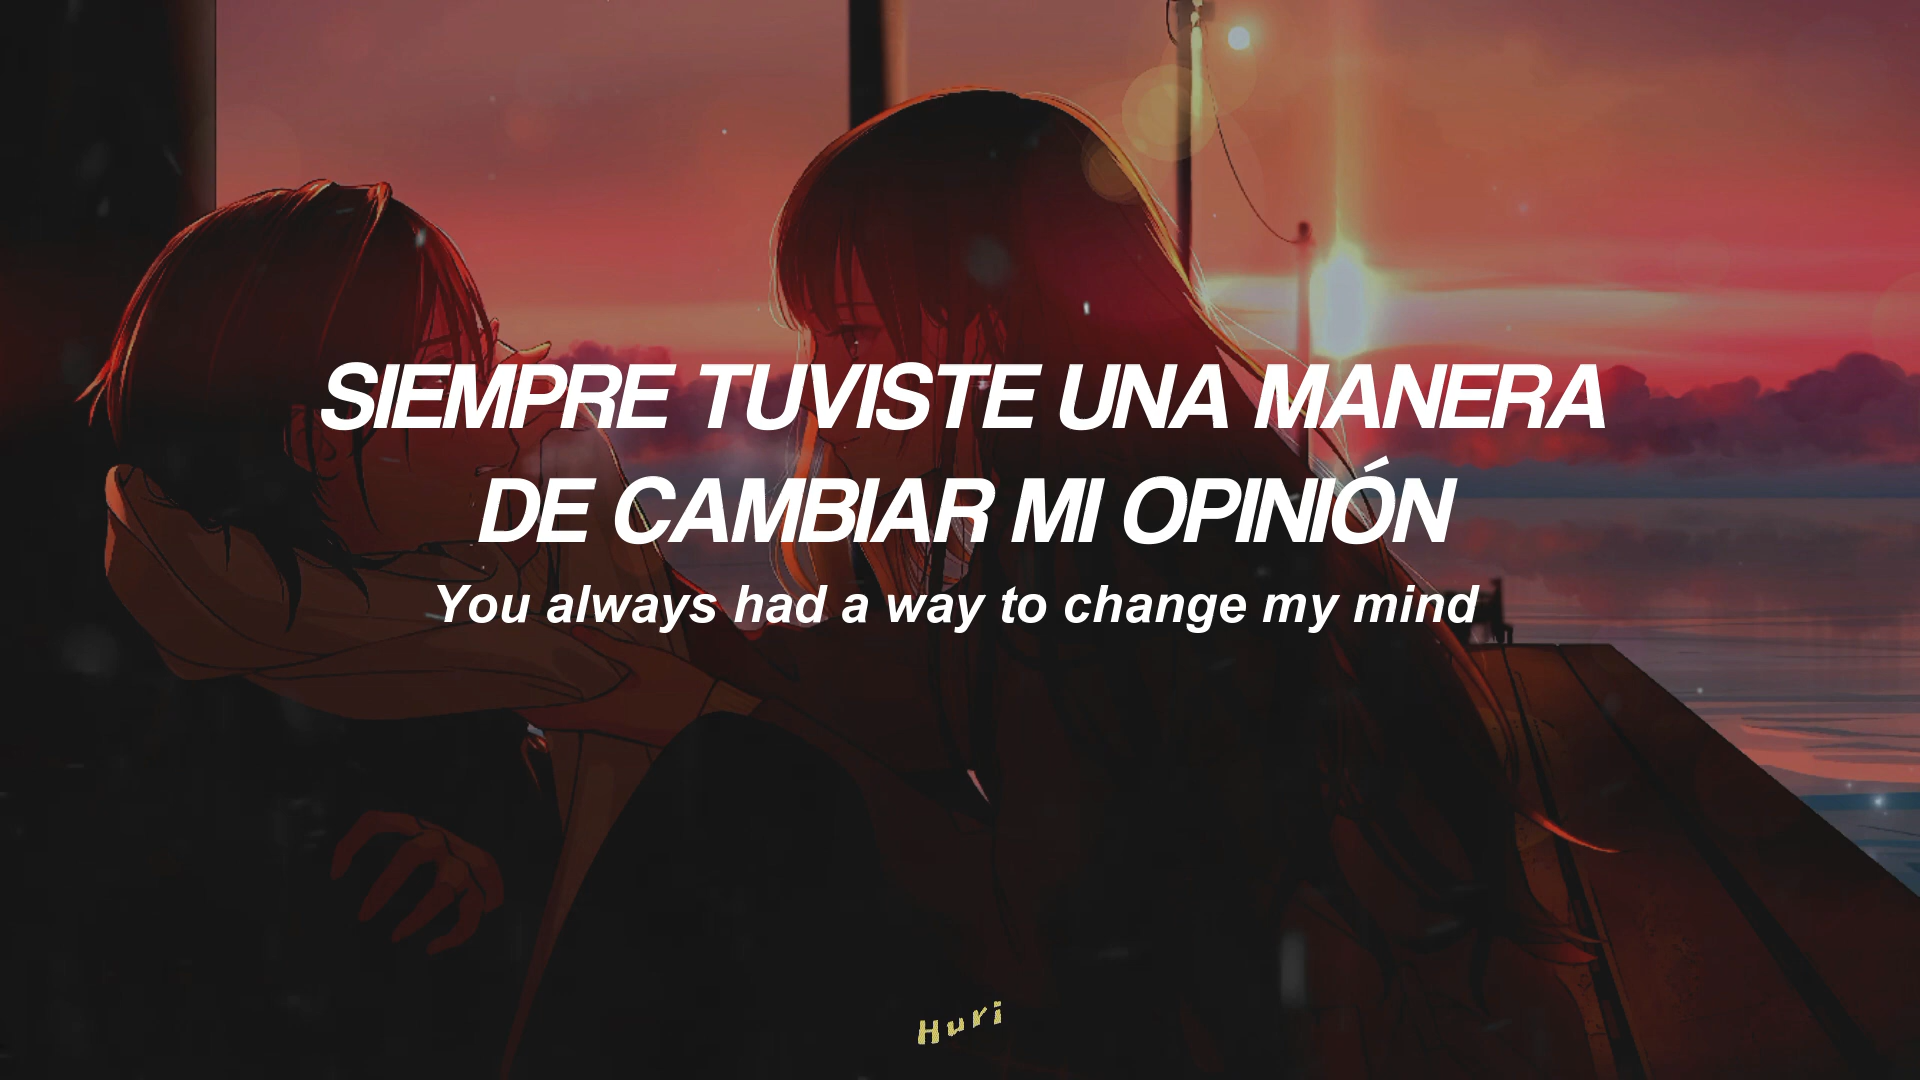 SIEMPRE TUVISTE UNA MANERA
DE CAMBIAR MI OPINIÓN
You always had a way to change my mind
Huri